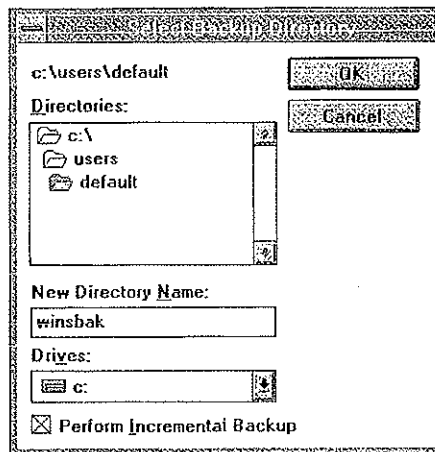 Select Backup Directory
c:\users\default
OK
Directories:
Cancel
c:\
users
default
New Directory Name:
winsbak
Drives:
c:
Perform Incremental Backup